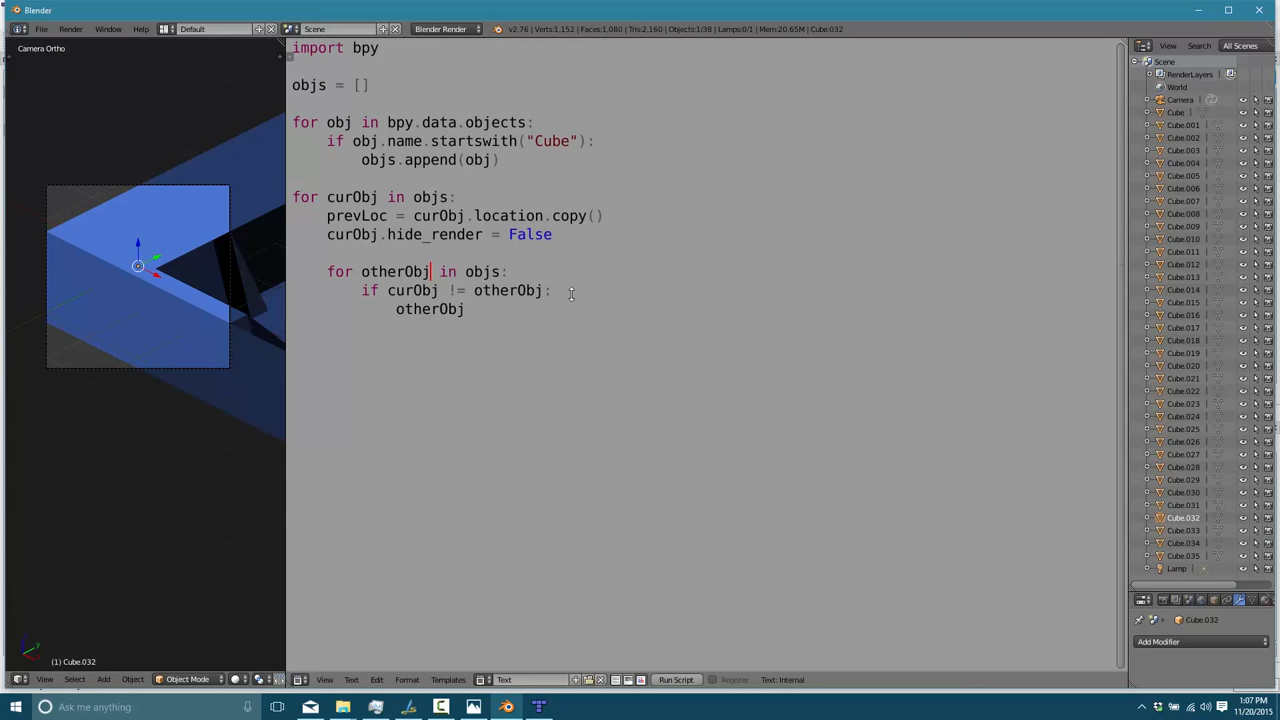 Blender
File Render Window Help Default Scene Blender Render v2.76 | Verts:1,152 | Faces:1,080 | Tris:2,160 | Objects:1/38 | Lamps:0/1 | Mem:20.65M | Cube.032
View Search All Scenes
Camera Ortho
import bpy
objs = []
for obj in bpy.data.objects:
if obj.name.startswith("Cube"):
objs.append(obj)
for curObj in objs:
prevLoc = curObj.location.copy()
curObj.hide_render = False
for otherObj in objs:
if curObj != otherObj:
otherObj
Scene
RenderLayers
World
Camera
Cube
Cube.001
Cube.002
Cube.003
Cube.004
Cube.005
Cube.006
Cube.007
Cube.008
Cube.009
Cube.010
Cube.011
Cube.012
Cube.013
Cube.014
Cube.015
Cube.016
Cube.017
Cube.018
Cube.019
Cube.020
Cube.021
Cube.022
Cube.023
Cube.024
Cube.025
Cube.026
Cube.027
Cube.028
Cube.029
Cube.030
Cube.031
Cube.032
Cube.033
Cube.034
Cube.035
Lamp
Cube.032
Add Modifier
(1) Cube.032
View Select Add Object Object Mode
View Text Edit Format Templates Text Run Script Register Text: Internal
Ask me anything
1:07 PM
11/20/2015